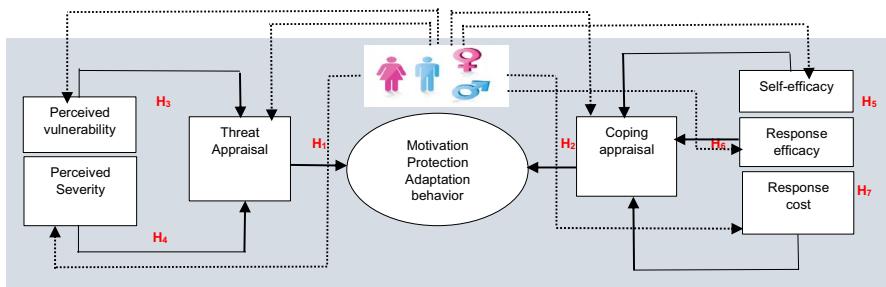 Perceived
vulnerability
Perceived
Severity
H₃
H₄
Threat
Appraisal
H₁
Motivation
Protection
Adaptation
behavior
H₂
Coping
appraisal
Self-efficacy
H₅
Response
efficacy
H₆
Response
cost
H₇